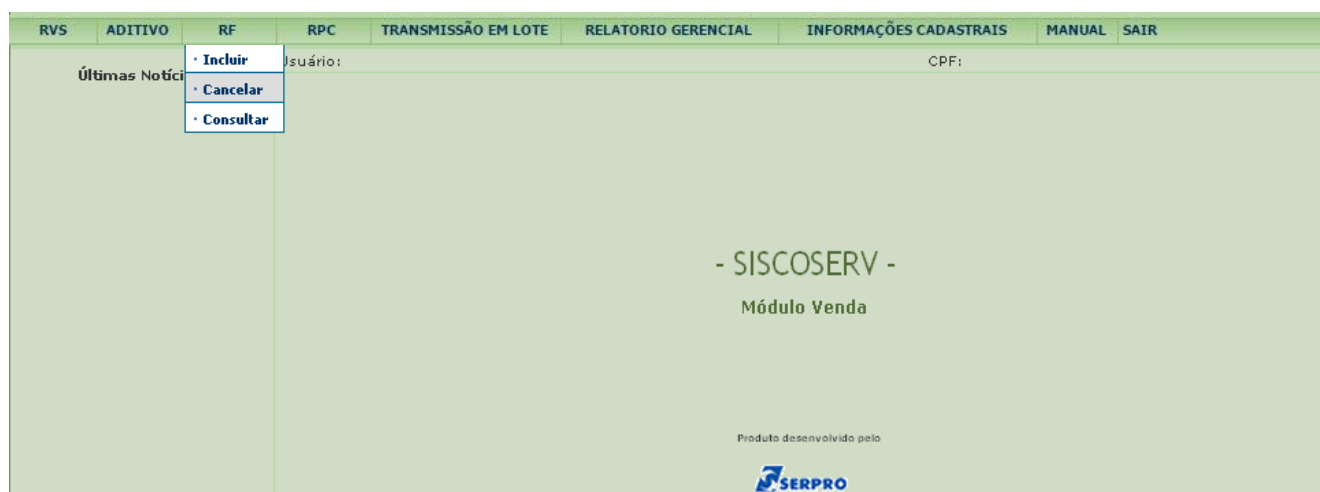 RVS ADITIVO RF RPC TRANSMISSÃO EM LOTE RELATORIO GERENCIAL INFORMAÇÕES CADASTRAIS MANUAL SAIR
· Incluir
Usuário: CPF:
Últimas Notíci
· Cancelar
· Consultar
- SISCOSERV -
Módulo Venda
Produto desenvolvido pelo
SERPRO